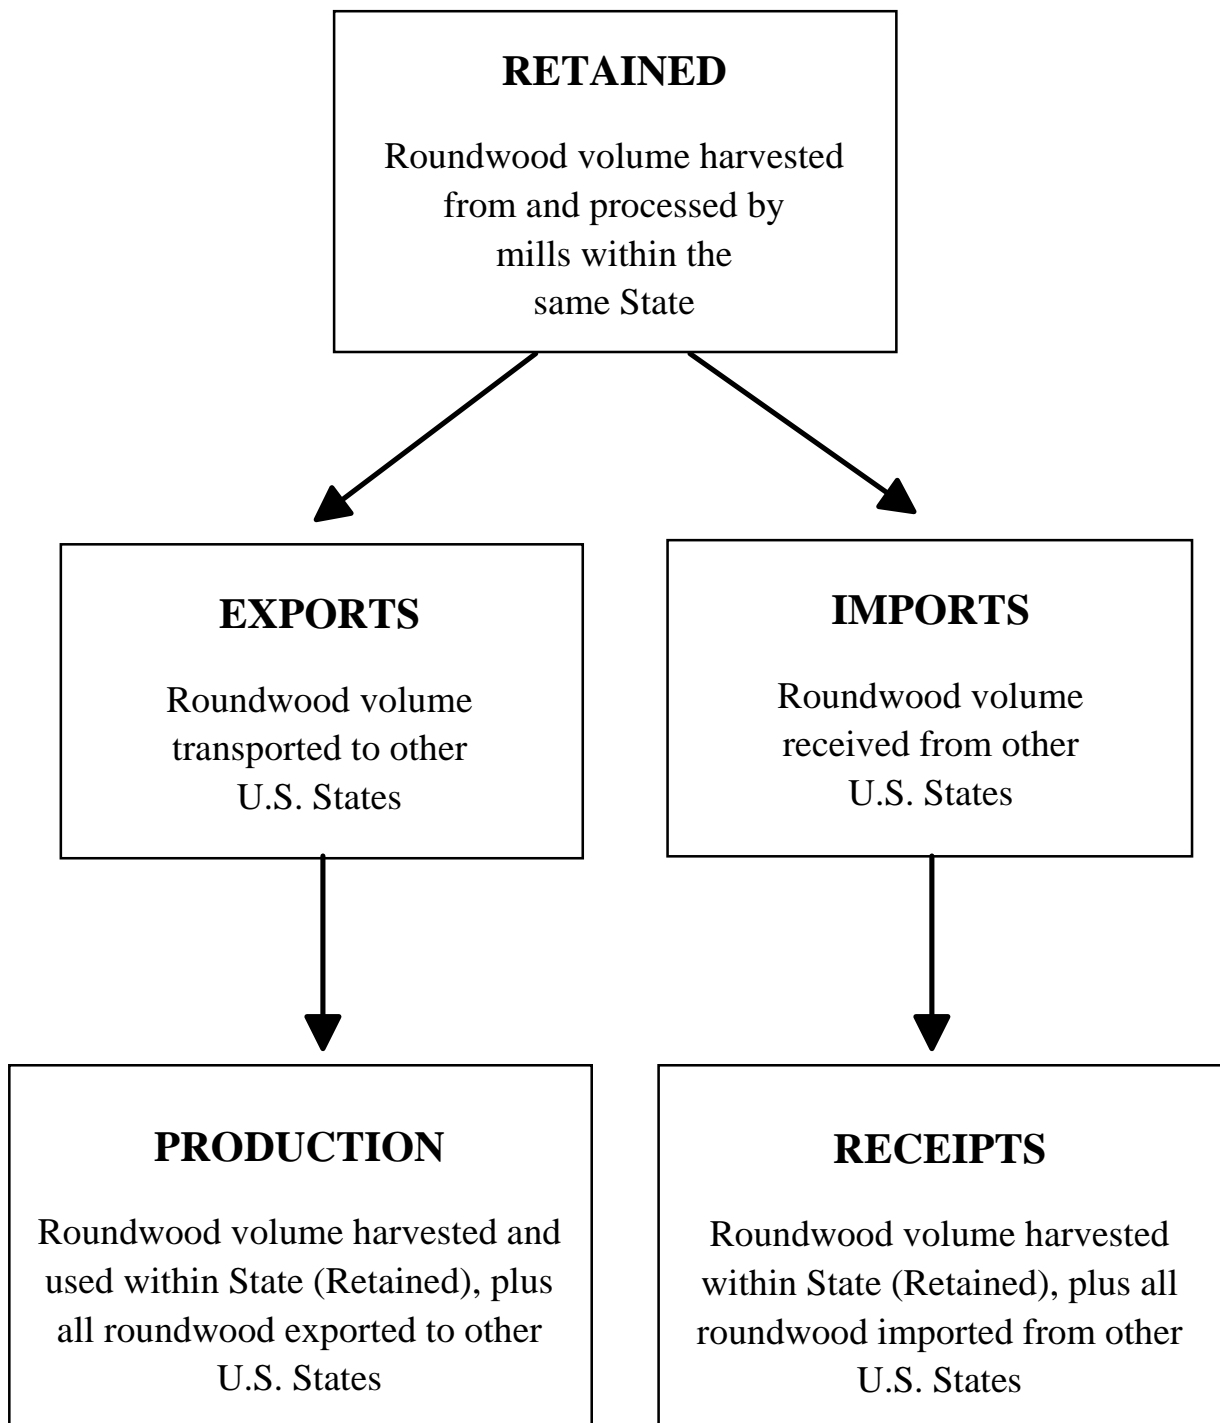 RETAINED
Roundwood volume harvested
from and processed by
mills within the
same State
EXPORTS
Roundwood volume
transported to other
U.S. States
IMPORTS
Roundwood volume
received from other
U.S. States
PRODUCTION
Roundwood volume harvested and
used within State (Retained), plus
all roundwood exported to other
U.S. States
RECEIPTS
Roundwood volume harvested
within State (Retained), plus all
roundwood imported from other
U.S. States